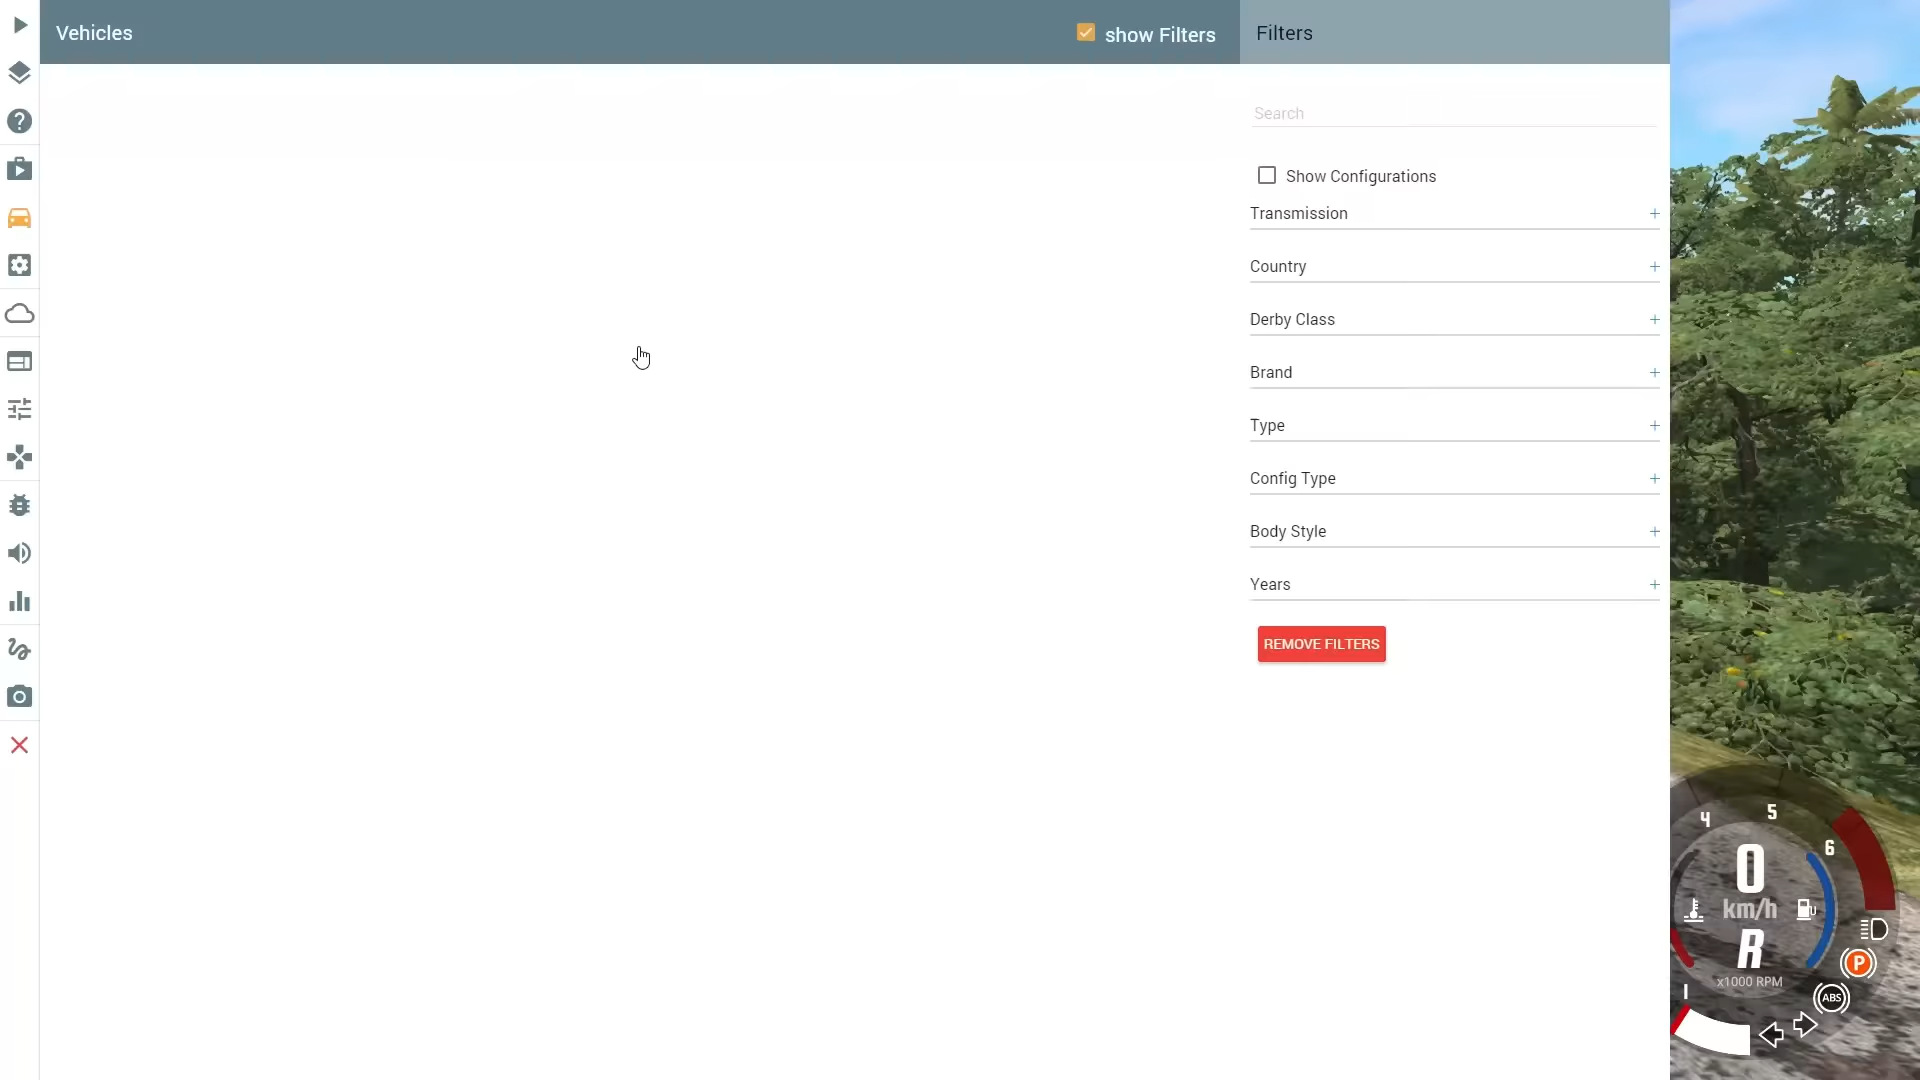 Vehicles
show Filters
Filters
Search
Show Configurations
Transmission +
Country +
Derby Class +
Brand +
Type +
Config Type +
Body Style +
Years +
REMOVE FILTERS
4
5
6
0
km/h
R
x1000 RPM
1
P
ABS